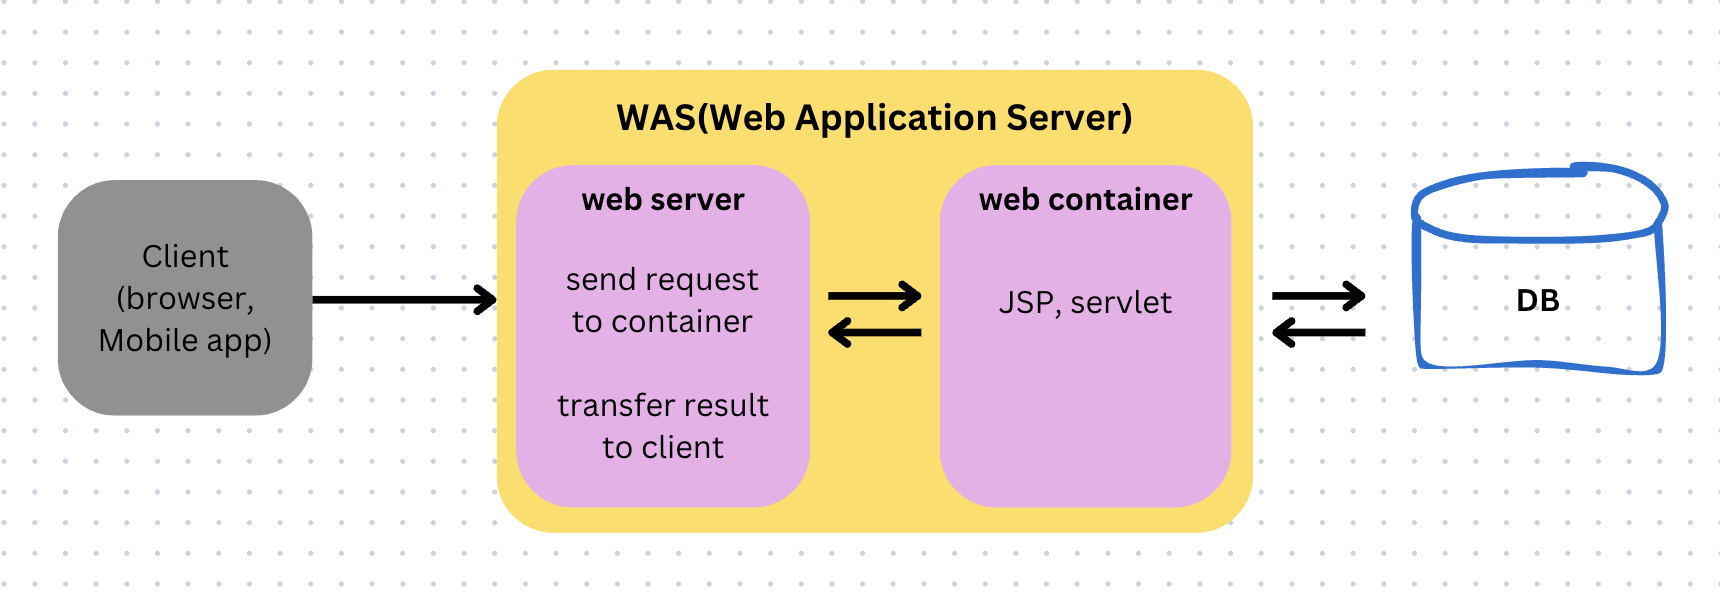 WAS(Web Application Server)
Client
(browser,
Mobile app)
web server
send request
to container
transfer result
to client
web container
JSP, servlet
DB